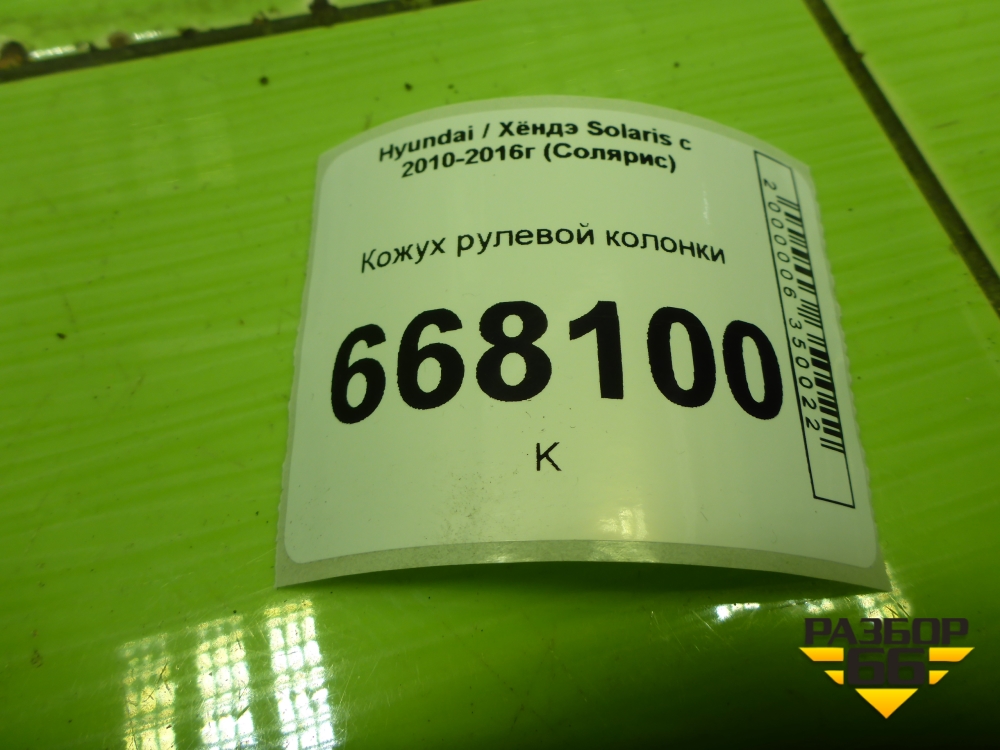 Hyundai / Хёндэ Solaris с
2010-2016г (Солярис)
Кожух рулевой колонки
668100
К
2000006350022
РАЗБОР
66